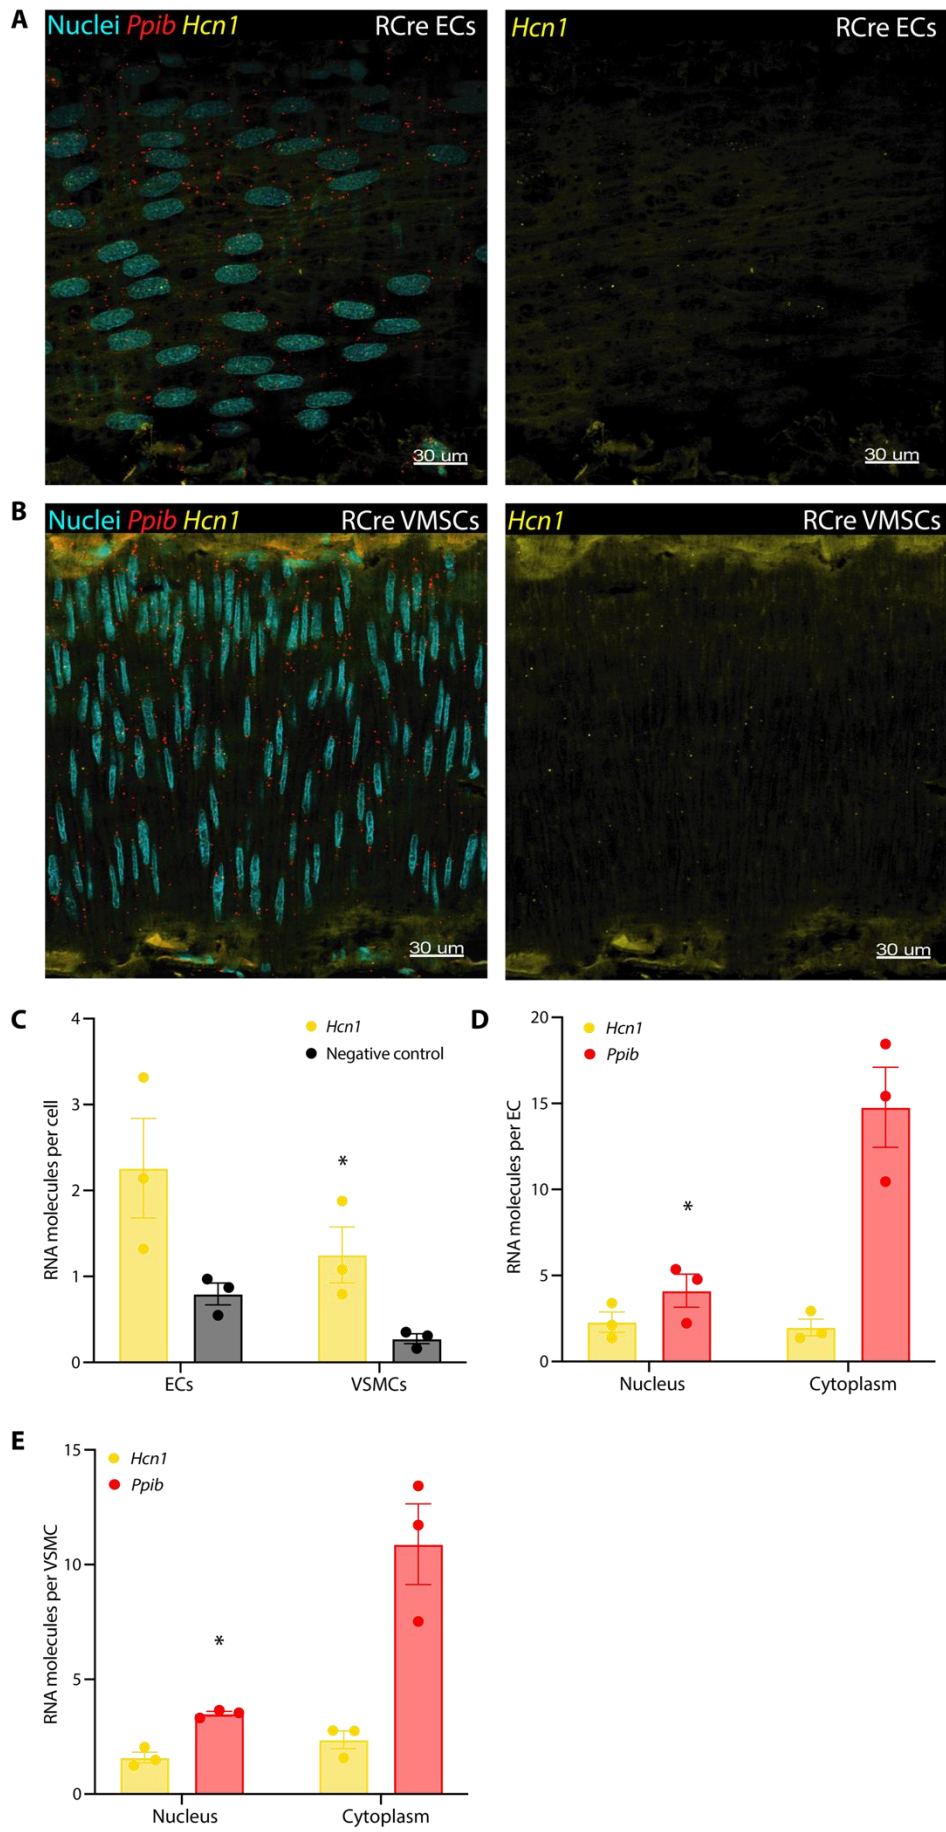 A
Nuclei Ppib Hcn1 RCre ECs
Hcn1 RCre ECs
30 um
30 um
B
Nuclei Ppib Hcn1 RCre VMSCs
Hcn1 RCre VMSCs
30 um
30 um
C
RNA molecules per cell
4
3
2
1
0
Hcn1
Negative control
*
ECs
VSMCs
D
RNA molecules per EC
20
15
10
5
0
Hcn1
Ppib
*
Nucleus
Cytoplasm
E
RNA molecules per VSMC
15
10
5
0
Hcn1
Ppib
*
Nucleus
Cytoplasm